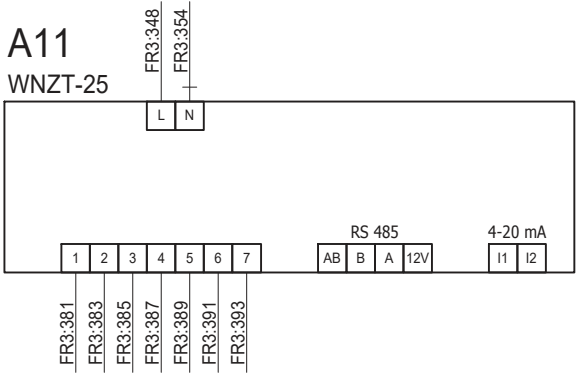 A11
WNZT-25
FR3:348
FR3:354
L N
RS 485
4-20 mA
1 2 3 4 5 6 7
AB B A 12V
I1 I2
FR3:381
FR3:383
FR3:385
FR3:387
FR3:389
FR3:391
FR3:393